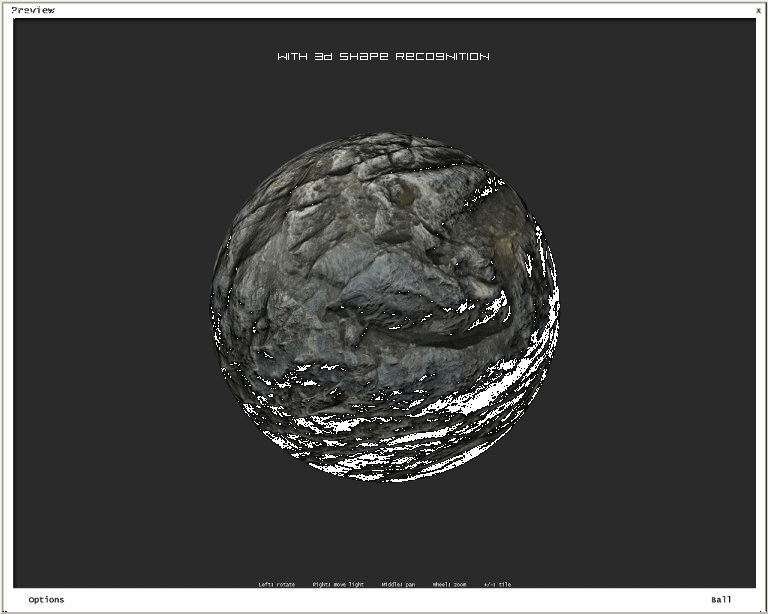 Preview x
WITH 3d SHAPE RECOGNITION
Left: rotate Right: move light Middle: pan Wheel: zoom +/-: tile
Options Ball